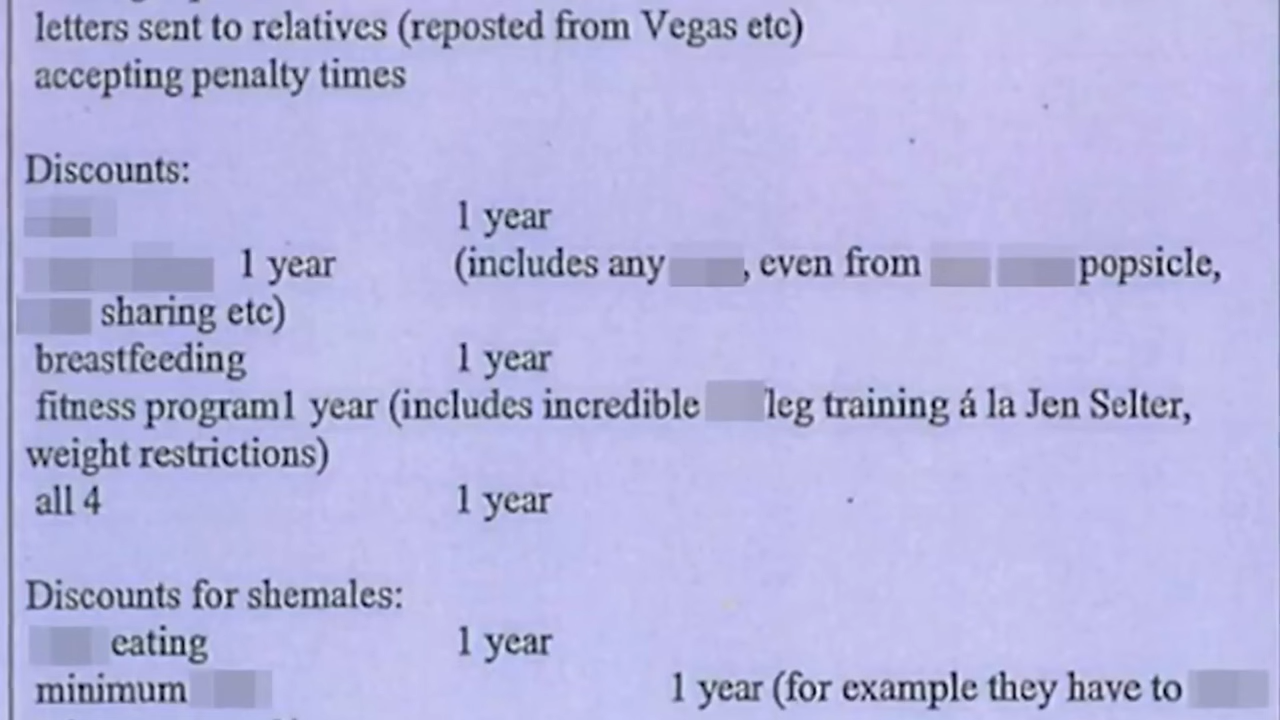 letters sent to relatives (reposted from Vegas etc)
accepting penalty times
Discounts:
1 year
1 year (includes any , even from popsicle,
sharing etc)
breastfeeding 1 year
fitness program1 year (includes incredible leg training á la Jen Selter,
weight restrictions)
all 4 1 year
Discounts for shemales:
eating 1 year
minimum 1 year (for example they have to